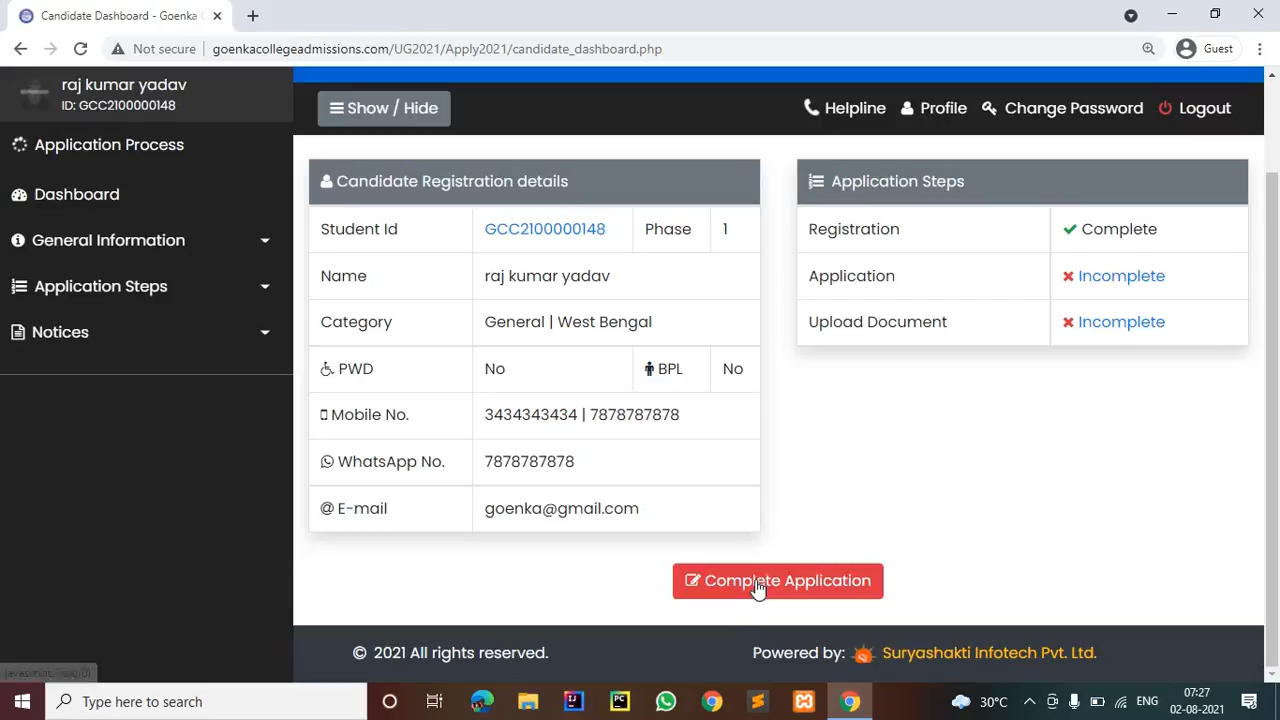 Candidate Dashboard - Goenka C
Not secure
goenkacollegeadmissions.com/UG2021/Apply2021/candidate_dashboard.php
Guest
raj kumar yadav
ID: GCC2100000148
Application Process
Dashboard
General Information
Application Steps
Notices
Show / Hide
Helpline
Profile
Change Password
Logout
Candidate Registration details
Student Id GCC2100000148 Phase 1
Name raj kumar yadav
Category General | West Bengal
PWD No BPL No
Mobile No. 3434343434 | 7878787878
WhatsApp No. 7878787878
@ E-mail goenka@gmail.com
Application Steps
Registration Complete
Application Incomplete
Upload Document Incomplete
Complete Application
© 2021 All rights reserved.
Powered by: Suryashakti Infotech Pvt. Ltd.
Type here to search
30°C
ENG
07:27
02-08-2021